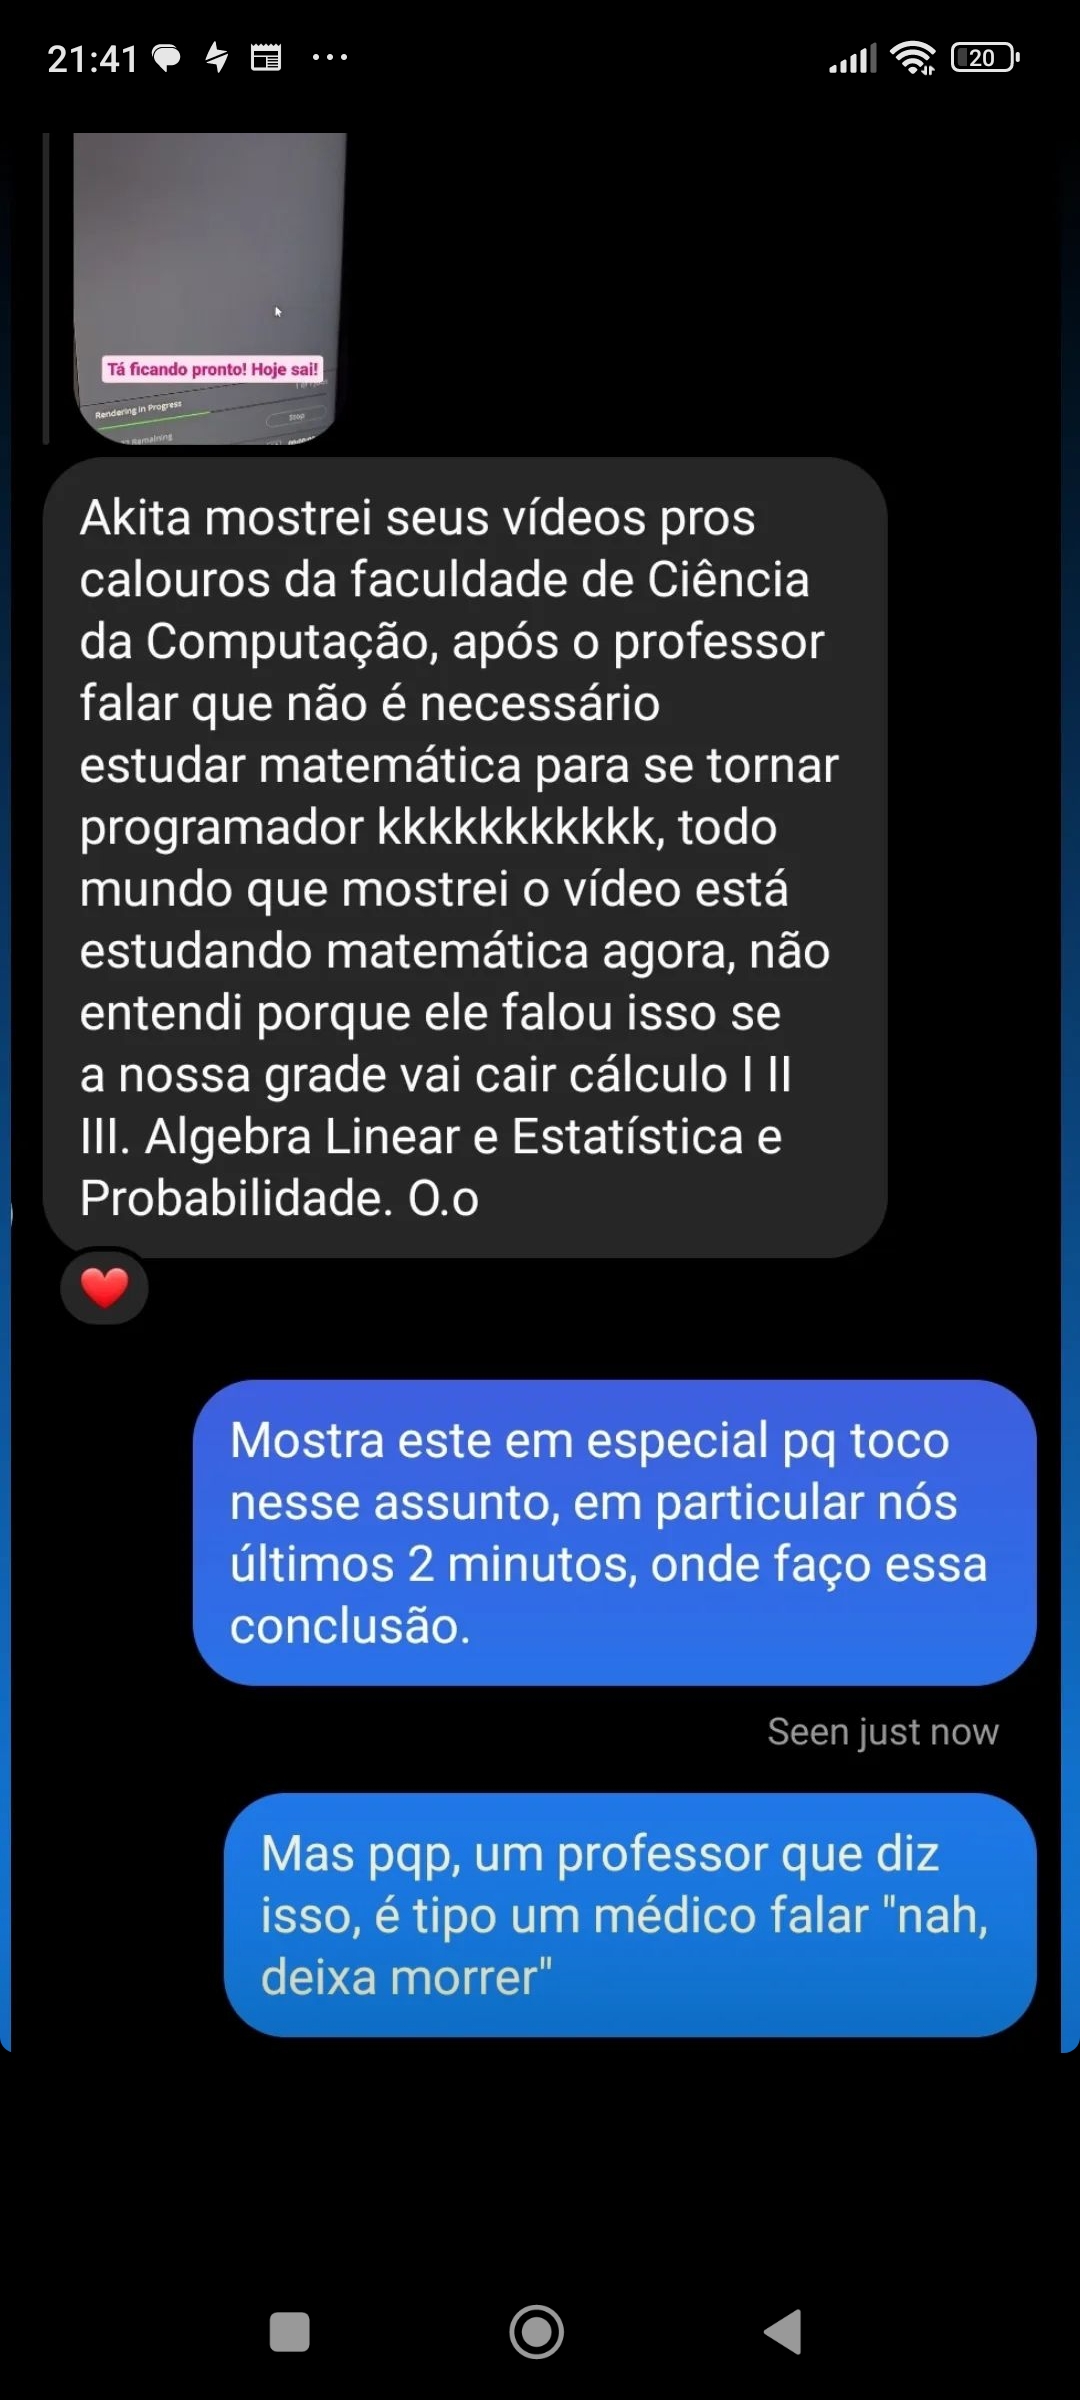 21:41
20
Tá ficando pronto! Hoje sai!
Rendering in Progress
Stop
Remaining
Akita mostrei seus vídeos pros
calouros da faculdade de Ciência
da Computação, após o professor
falar que não é necessário
estudar matemática para se tornar
programador kkkkkkkkkkk, todo
mundo que mostrei o vídeo está
estudando matemática agora, não
entendi porque ele falou isso se
a nossa grade vai cair cálculo I II
III. Algebra Linear e Estatística e
Probabilidade. O.o
Mostra este em especial pq toco
nesse assunto, em particular nós
últimos 2 minutos, onde faço essa
conclusão.
Seen just now
Mas pqp, um professor que diz
isso, é tipo um médico falar "nah,
deixa morrer"